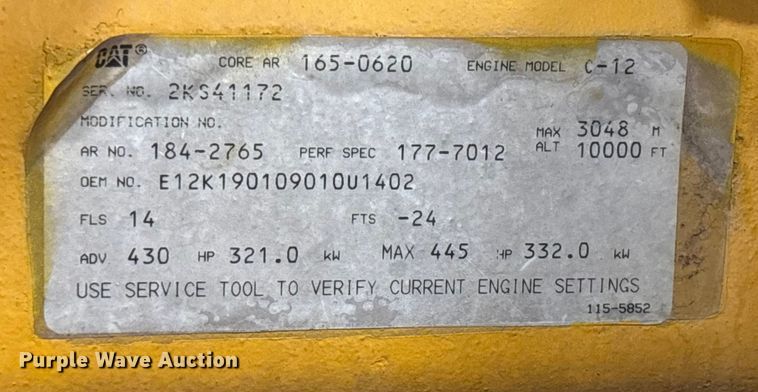 CAT® CORE AR 165-0620 ENGINE MODEL C-12
SER. NO. 2KS41172
MODIFICATION NO.
AR NO. 184-2765 PERF SPEC 177-7012 MAX ALT 3048 M 10000 FT
OEM NO. E12K190109010U1402
FLS 14 FTS -24
ADV 430 HP 321.0 kW MAX 445 HP 332.0 kW
USE SERVICE TOOL TO VERIFY CURRENT ENGINE SETTINGS
115-5852
Purple Wave Auction